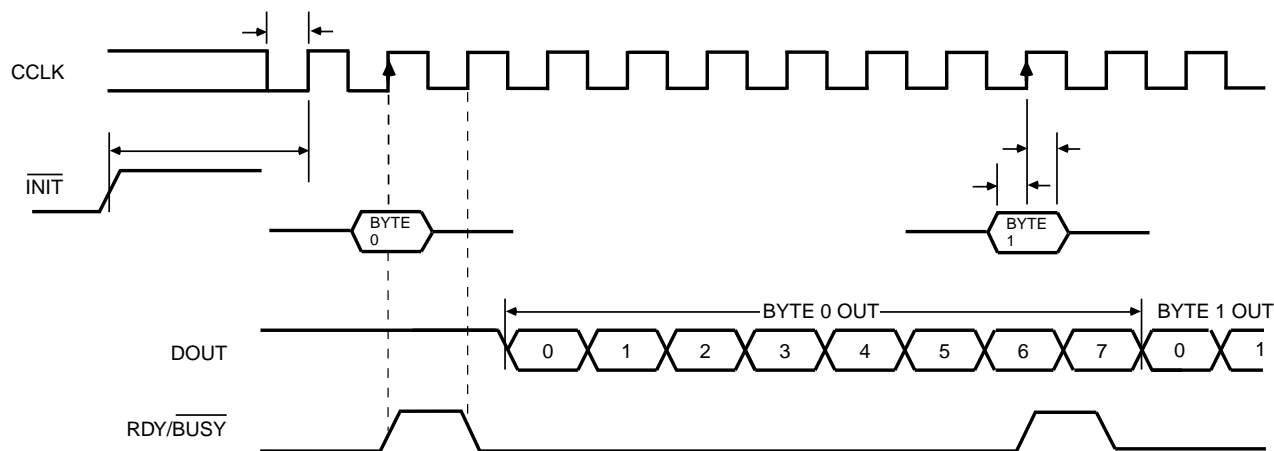 CCLK
INIT
BYTE
0
BYTE
1
BYTE 0 OUT
BYTE 1 OUT
DOUT
0 1 2 3 4 5 6 7 0 1
RDY/BUSY